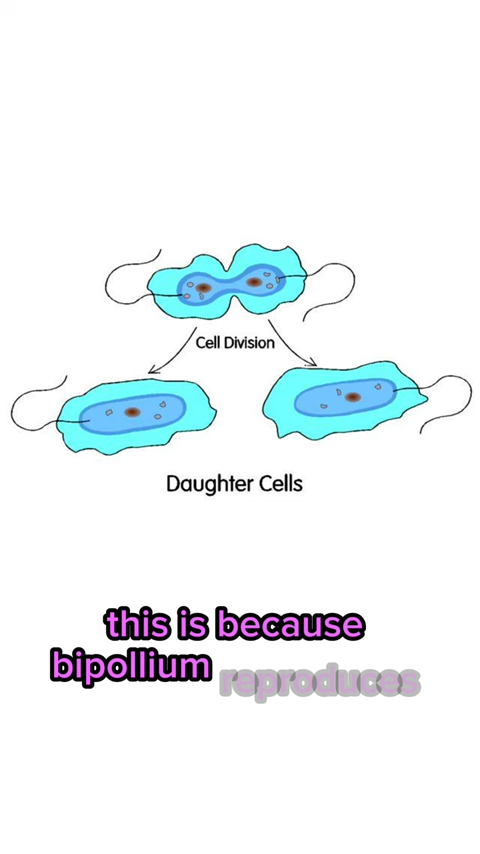 Cell Division
Daughter Cells
this is because
bipollium reproduces